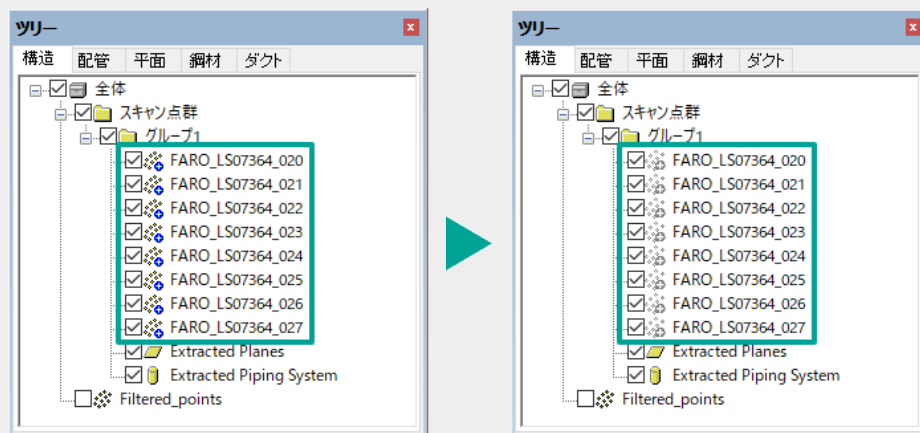 ツリー
構造 配管 平面 鋼材 ダクト
全体
スキャン点群
グループ1
FARO_LS07364_020
FARO_LS07364_021
FARO_LS07364_022
FARO_LS07364_023
FARO_LS07364_024
FARO_LS07364_025
FARO_LS07364_026
FARO_LS07364_027
Extracted Planes
Extracted Piping System
Filtered_points
ツリー
構造 配管 平面 鋼材 ダクト
全体
スキャン点群
グループ1
FARO_LS07364_020
FARO_LS07364_021
FARO_LS07364_022
FARO_LS07364_023
FARO_LS07364_024
FARO_LS07364_025
FARO_LS07364_026
FARO_LS07364_027
Extracted Planes
Extracted Piping System
Filtered_points